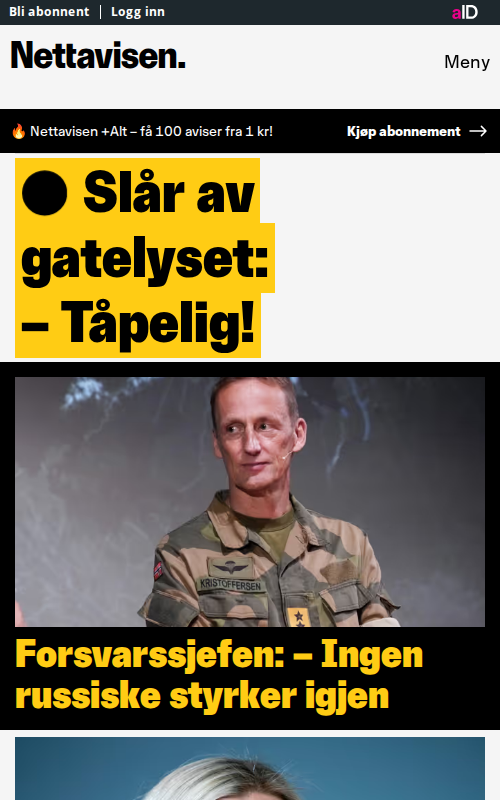 Bli abonnent | Logg inn
aID
Nettavisen.
Meny
🔥 Nettavisen +Alt – få 100 aviser fra 1 kr!
Kjøp abonnement →
● Slår av
gatelyset:
– Tåpelig!
KRISTOFFERSEN
Forsvarssjefen: – Ingen
russiske styrker igjen